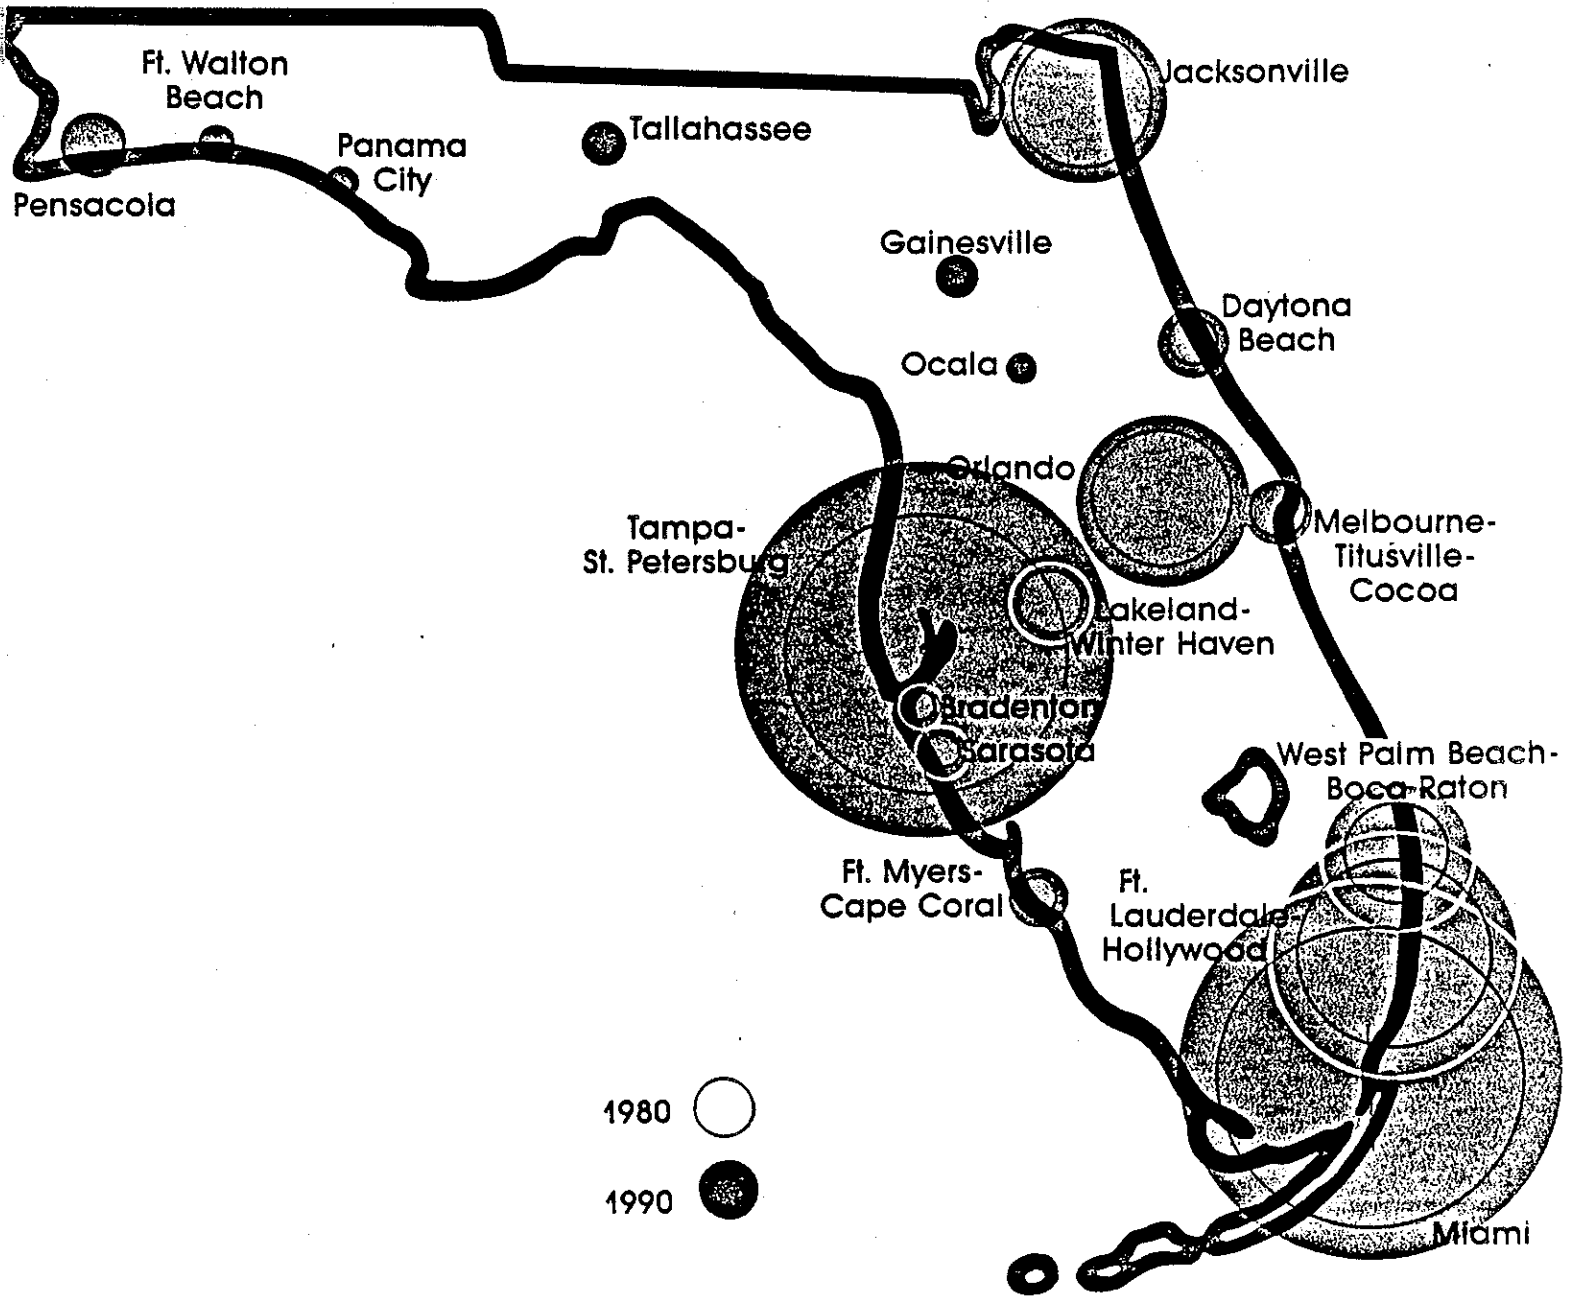 Ft. Walton
Beach
Jacksonville
Panama
City
Tallahassee
Pensacola
Gainesville
Daytona
Beach
Ocala
Orlando
Tampa-
St. Petersburg
Melbourne-
Titusville-
Cocoa
Lakeland-
Winter Haven
Bradenton
Sarasota
West Palm Beach-
Boca-Raton
Ft. Myers-
Cape Coral
Ft.
Lauderdale-
Hollywood
1980
1990
Miami